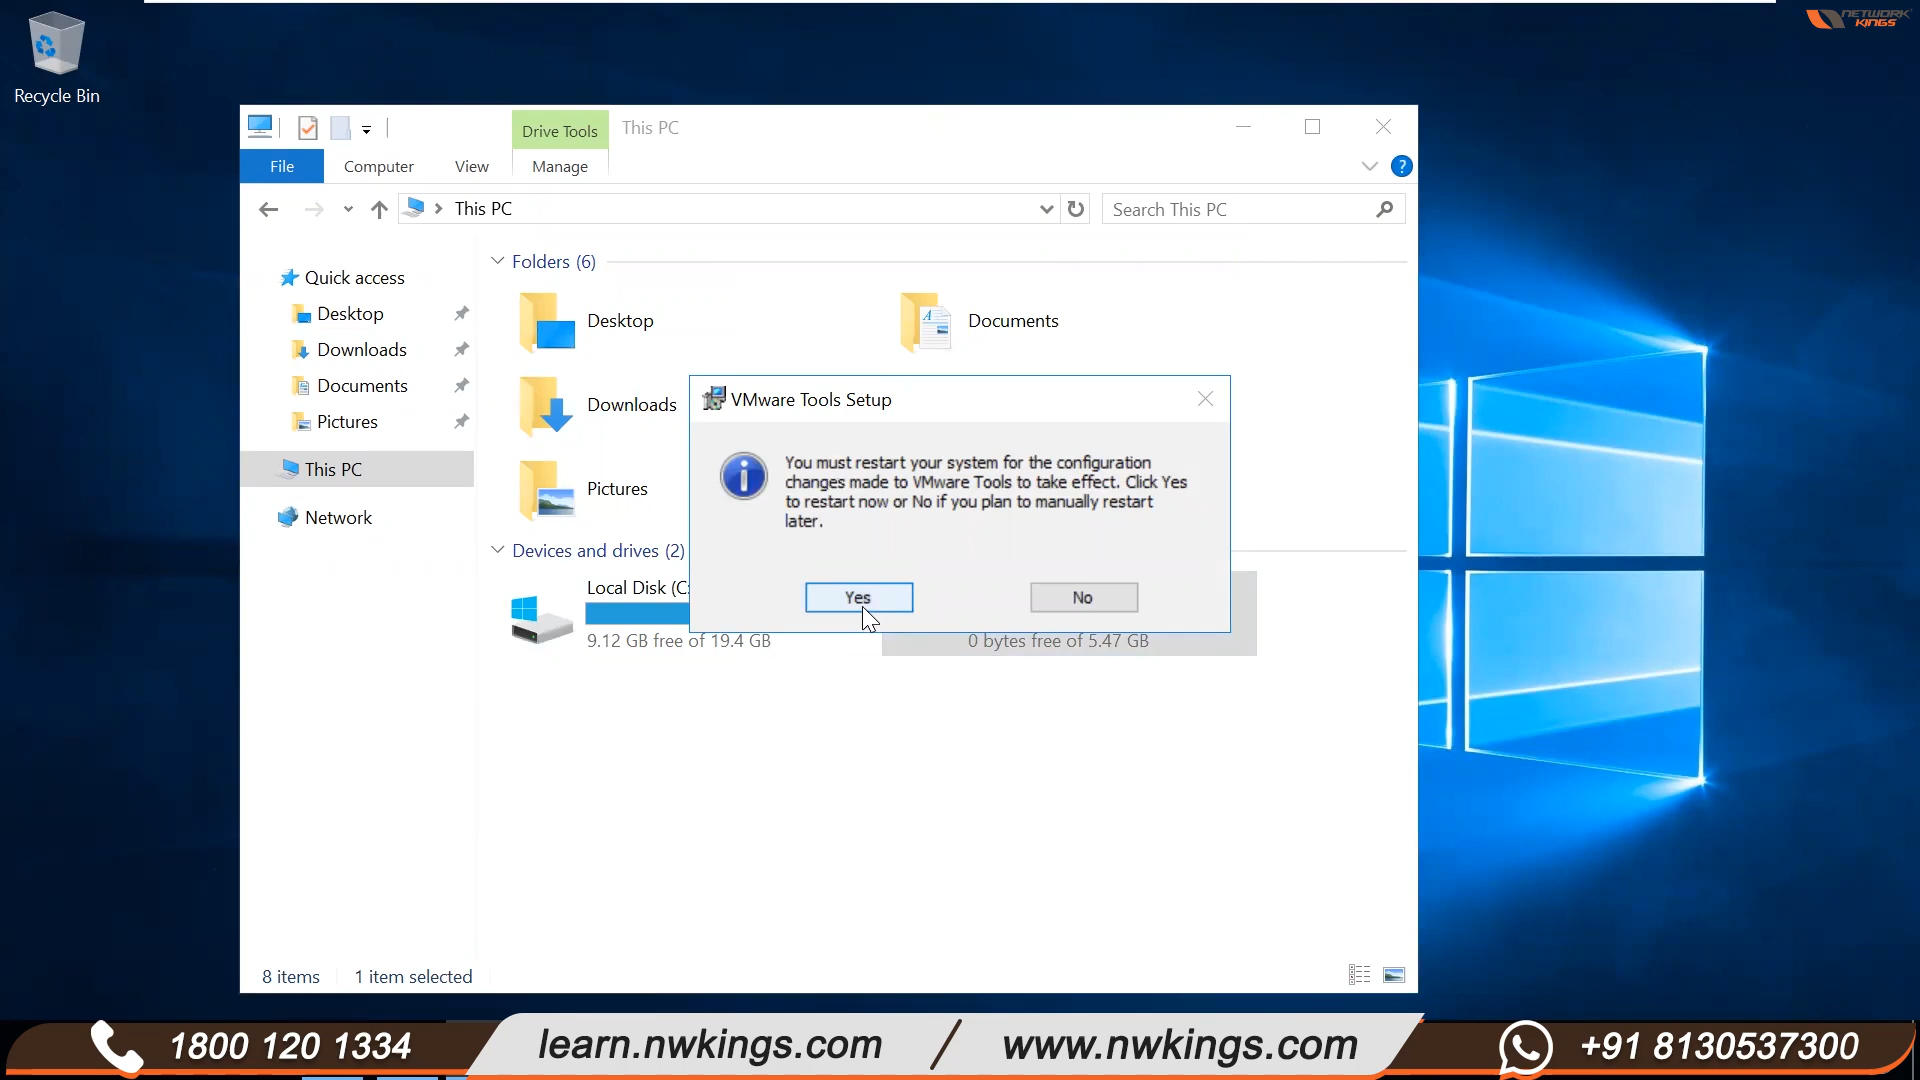 Recycle Bin
NETWORK
KINGS
Drive Tools
This PC
File
Computer
View
Manage
?
This PC
Search This PC
Quick access
Desktop
Downloads
Documents
Pictures
This PC
Network
Folders (6)
Desktop
Documents
Downloads
Pictures
Devices and drives (2)
Local Disk (C:
9.12 GB free of 19.4 GB
0 bytes free of 5.47 GB
VMware Tools Setup
You must restart your system for the configuration
changes made to VMware Tools to take effect. Click Yes
to restart now or No if you plan to manually restart
later.
Yes
No
8 items
1 item selected
1800 120 1334
learn.nwkings.com / www.nwkings.com
+91 8130537300